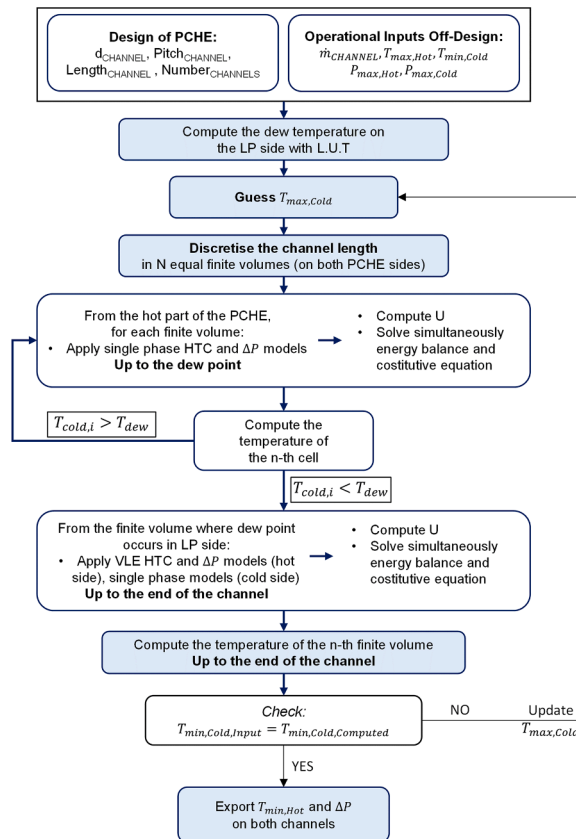 Design of PCHE:
d_CHANNEL, Pitch_CHANNEL,
Length_CHANNEL, Number_CHANNELS
Operational Inputs Off-Design:
ṁ_CHANNEL, T_max,Hot, T_min,Cold
P_max,Hot, P_max,Cold
Compute the dew temperature on
the LP side with L.U.T
Guess T_max,Cold
Discretise the channel length
in N equal finite volumes (on both PCHE sides)
From the hot part of the PCHE,
for each finite volume:
• Apply single phase HTC and ΔP models
Up to the dew point
• Compute U
• Solve simultaneously
energy balance and
costitutive equation
T_cold,i > T_dew
Compute the
temperature of
the n-th cell
T_cold,i < T_dew
From the finite volume where dew point
occurs in LP side:
• Apply VLE HTC and ΔP models (hot
side), single phase models (cold side)
Up to the end of the channel
• Compute U
• Solve simultaneously
energy balance and
costitutive equation
Compute the temperature of the n-th finite volume
Up to the end of the channel
Check:
T_min,Cold,Input = T_min,Cold,Computed
NO
Update
T_max,Cold
YES
Export T_min,Hot and ΔP
on both channels